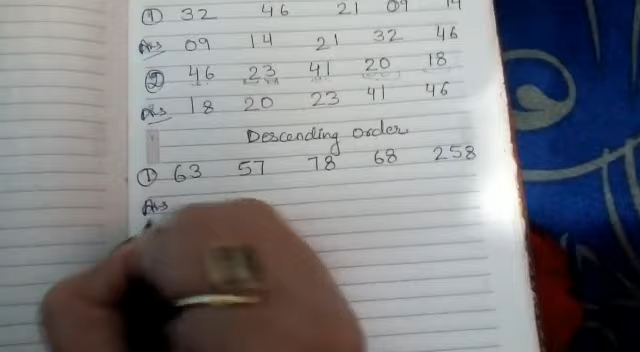 ① 32 46 21 09 14
Ans 09 14 21 32 46
② 46 23 41 20 18
Ans 18 20 23 41 46
Descending order
① 63 57 78 68 258
Ans